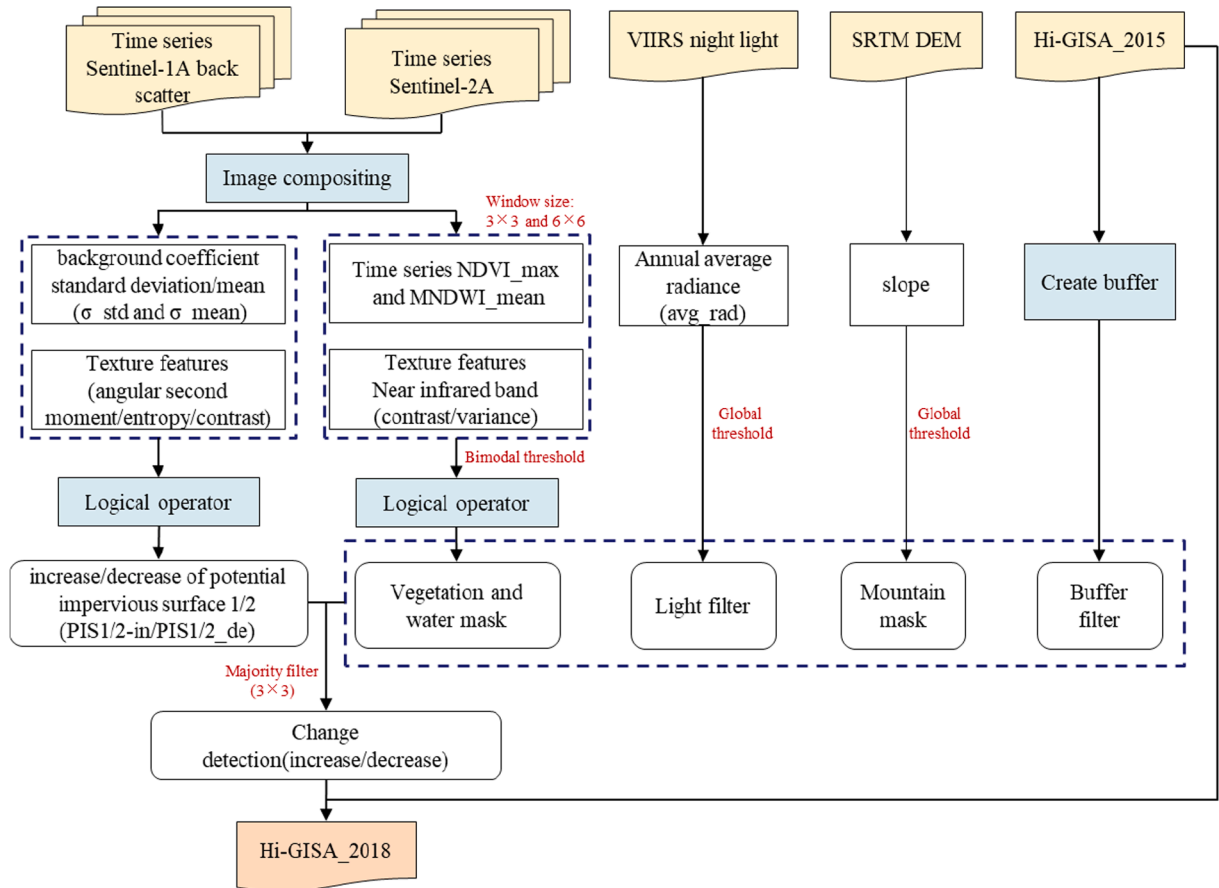 Time series
Sentinel-1A back
scatter
Time series
Sentinel-2A
VIIRS night light
SRTM DEM
Hi-GISA_2015
Image compositing
Window size:
3×3 and 6×6
background coefficient
standard deviation/mean
(σ_std and σ_mean)
Texture features
(angular second
moment/entropy/contrast)
Time series NDVI_max
and MNDWI_mean
Texture features
Near infrared band
(contrast/variance)
Annual average
radiance
(avg_rad)
slope
Create buffer
Bimodal threshold
Global
threshold
Global
threshold
Logical operator
Logical operator
increase/decrease of potential
impervious surface 1/2
(PIS1/2-in/PIS1/2_de)
Vegetation and
water mask
Light filter
Mountain
mask
Buffer
filter
Majority filter
(3×3)
Change
detection(increase/decrease)
Hi-GISA_2018